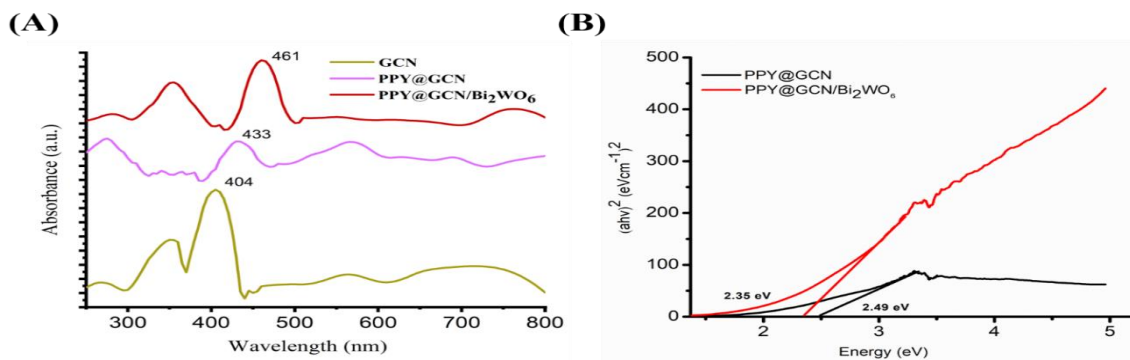 (A)
461
GCN
PPY@GCN
PPY@GCN/Bi2WO6
433
404
Absorbance (a.u.)
300 400 500 600 700 800
Wavelength (nm)
(B)
500
400
300
200
100
0
PPY@GCN
PPY@GCN/Bi2WO6
(ahv)2 (eV/cm-1)2
2.35 eV
2.49 eV
2 3 4 5
Energy (eV)